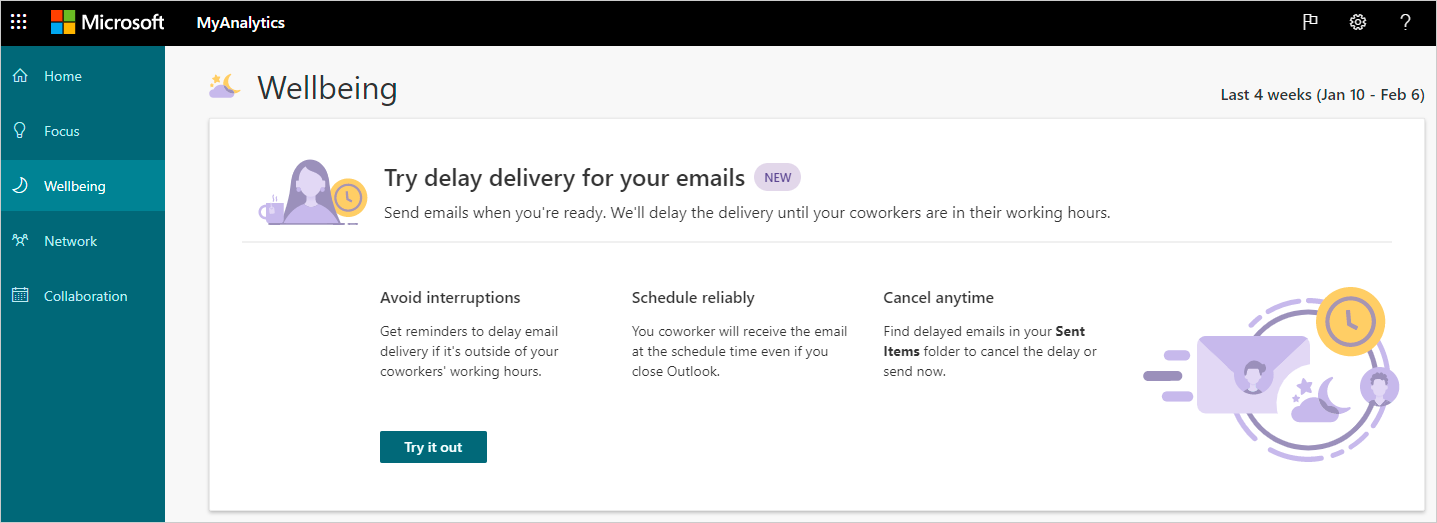 Microsoft MyAnalytics
Home
Focus
Wellbeing
Network
Collaboration
Wellbeing
Last 4 weeks (Jan 10 - Feb 6)
Try delay delivery for your emails NEW
Send emails when you're ready. We'll delay the delivery until your coworkers are in their working hours.
Avoid interruptions
Get reminders to delay email
delivery if it's outside of your
coworkers' working hours.
Schedule reliably
You coworker will receive the email
at the schedule time even if you
close Outlook.
Cancel anytime
Find delayed emails in your Sent
Items folder to cancel the delay or
send now.
Try it out